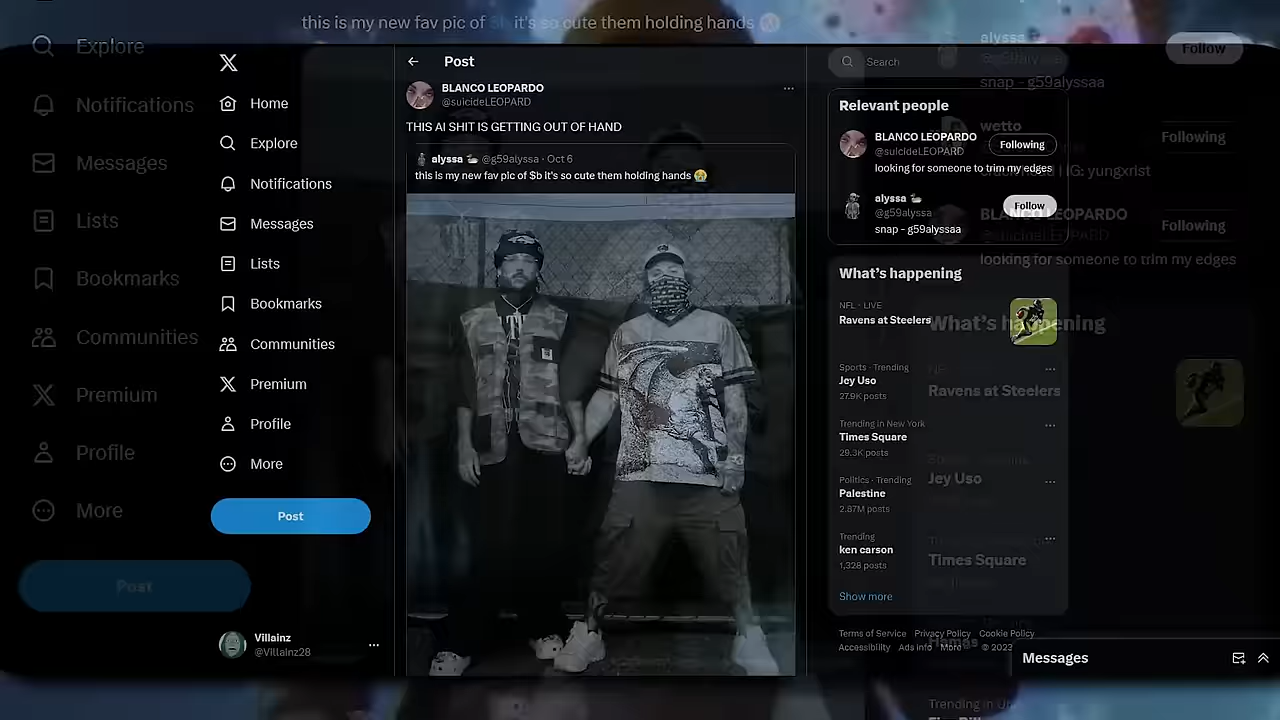 this is my new fav pic of $b it's so cute them holding hands
Explore
Notifications
Messages
Lists
Bookmarks
Communities
Premium
Profile
More
Post
Home
Explore
Notifications
Messages
Lists
Bookmarks
Communities
Premium
Profile
More
Post
Villainz
@Villainz28
Post
BLANCO LEOPARDO
@suicideLEOPARD
THIS AI SHIT IS GETTING OUT OF HAND
alyssa @g59alyssa · Oct 6
this is my new fav pic of $b it's so cute them holding hands
Search
Relevant people
BLANCO LEOPARDO
@suicideLEOPARD
Following
looking for someone to trim my edges
alyssa
@g59alyssa
Follow
snap - g59alyssaa
What's happening
NFL · LIVE
Ravens at Steelers
Sports · Trending
Jey Uso
27.9K posts
Trending in New York
Times Square
29.3K posts
Politics · Trending
Palestine
2.87M posts
Trending
ken carson
1,328 posts
Show more
Terms of Service Privacy Policy Cookie Policy
Accessibility Ads info More © 2023
Messages
alyssa
Follow
snap - g59alyssaa
wetto
Following
IG: yungxrist
BLANCO LEOPARDO
@suicideLEOPARD
Following
looking for someone to trim my edges
What's happening
Ravens at Steelers
Jey Uso
Times Square
Hamas